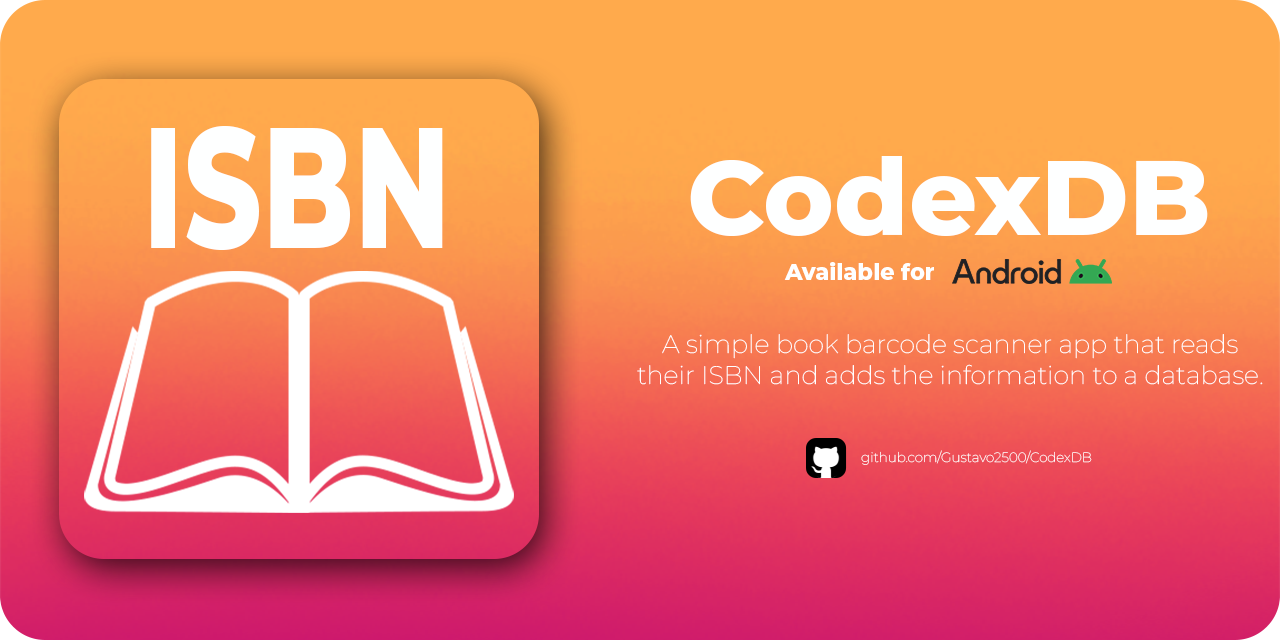 ISBN
CodexDB
Available for Android
A simple book barcode scanner app that reads
their ISBN and adds the information to a database.
github.com/Gustavo2500/CodexDB